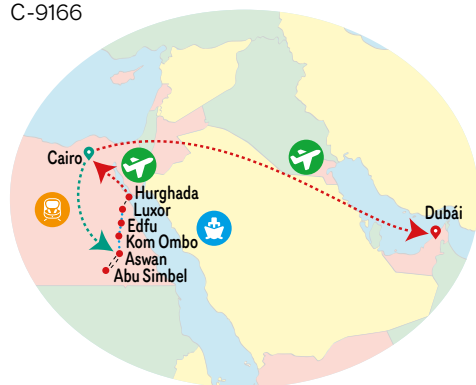 C-9166
Cairo
Hurghada
Luxor
Edfu
Kom Ombo
Aswan
Abu Simbel
Dubái